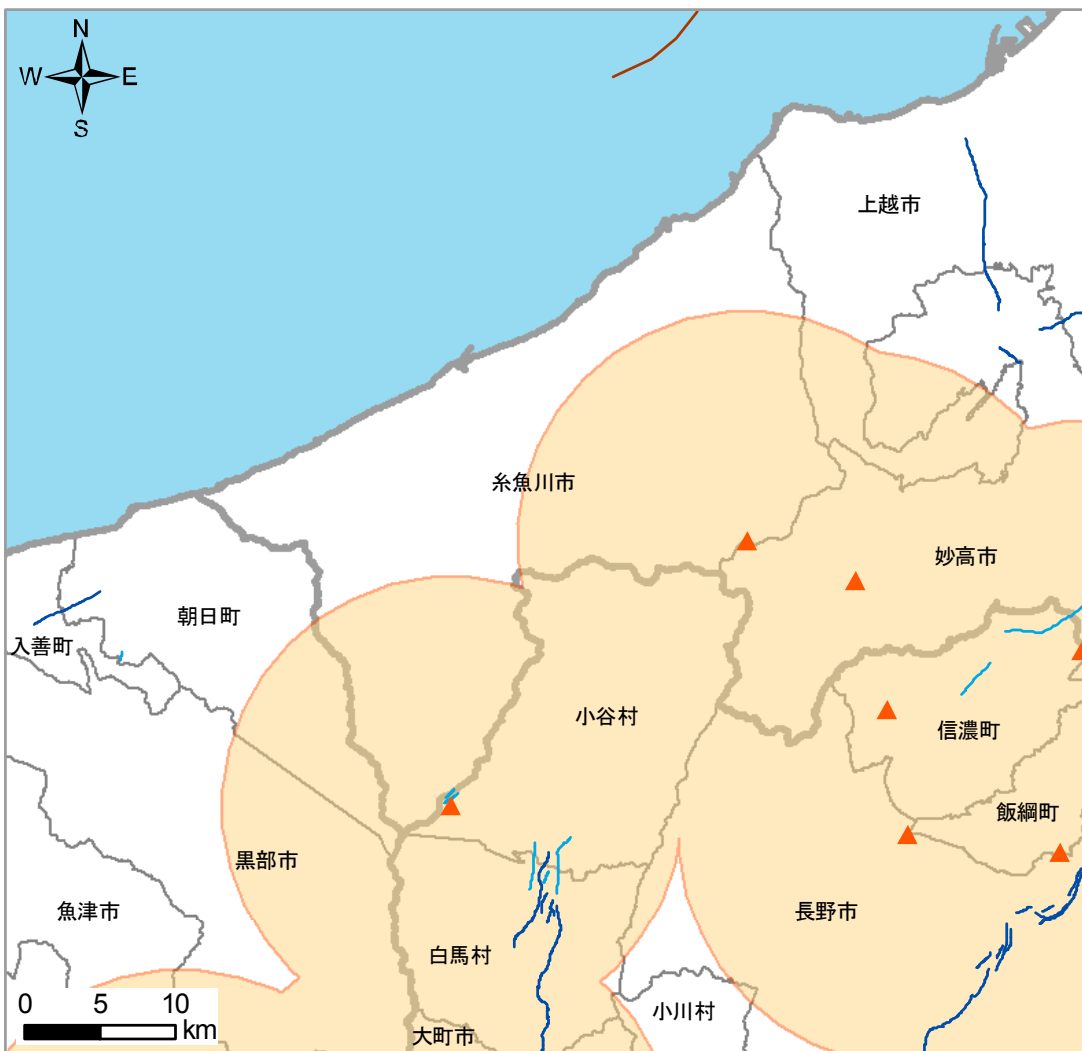 N
W E
S
上越市
糸魚川市
妙高市
朝日町
入善町
小谷村
信濃町
飯綱町
黒部市
魚津市
長野市
白馬村
小川村
大町市
0 5 10
km